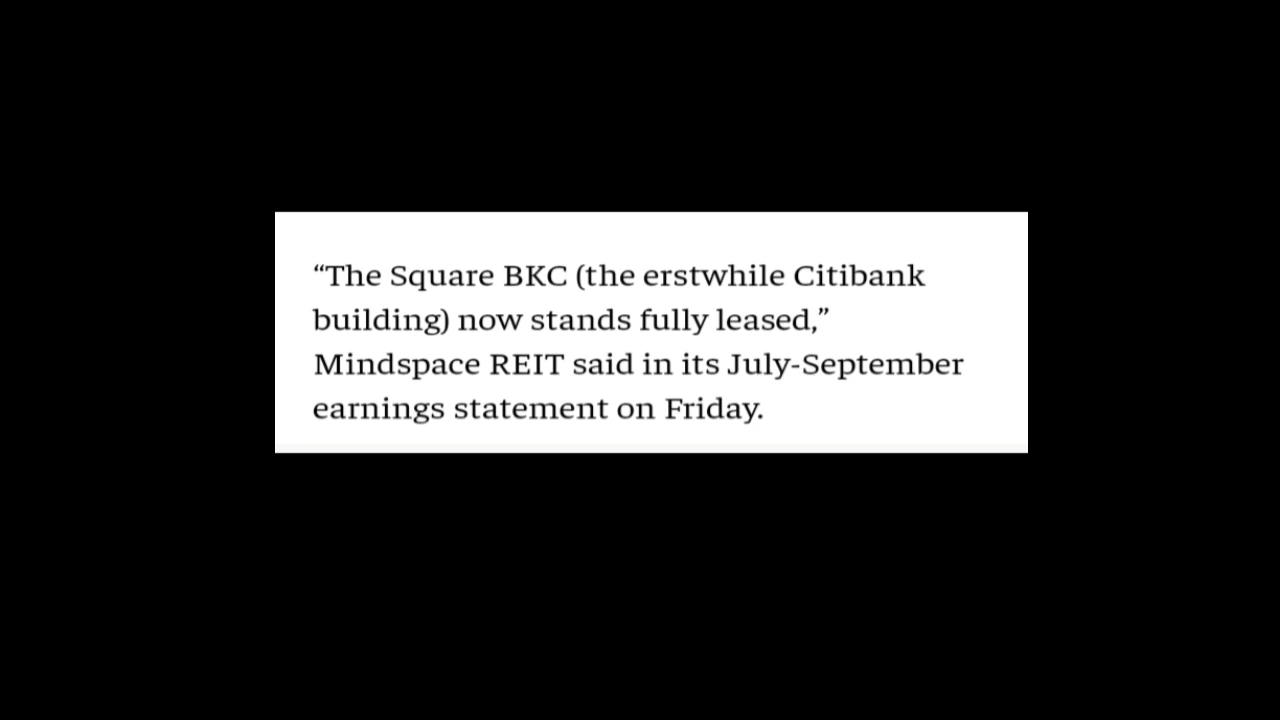 “The Square BKC (the erstwhile Citibank
building) now stands fully leased,”
Mindspace REIT said in its July-September
earnings statement on Friday.